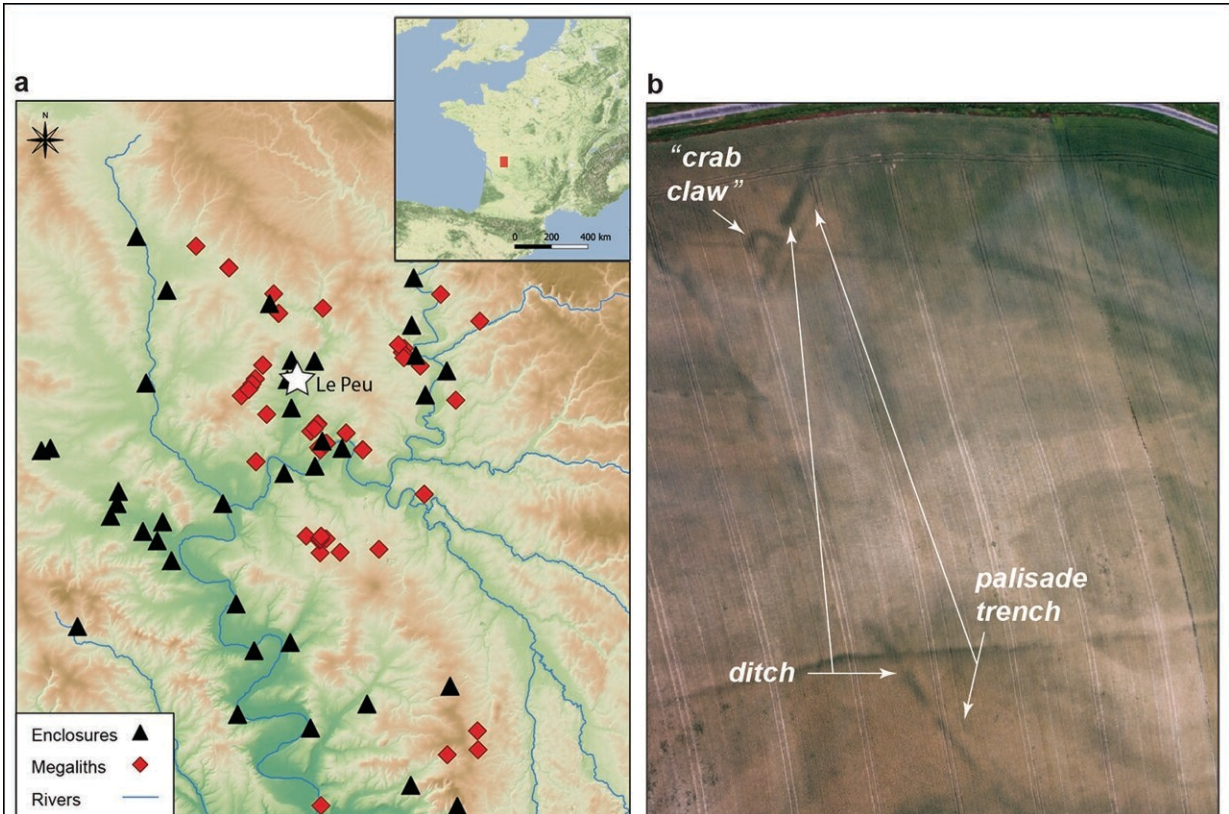 a
N
0 200 400 km
Le Peu
Enclosures
Megaliths
Rivers
b
“crab
claw”
palisade
trench
ditch